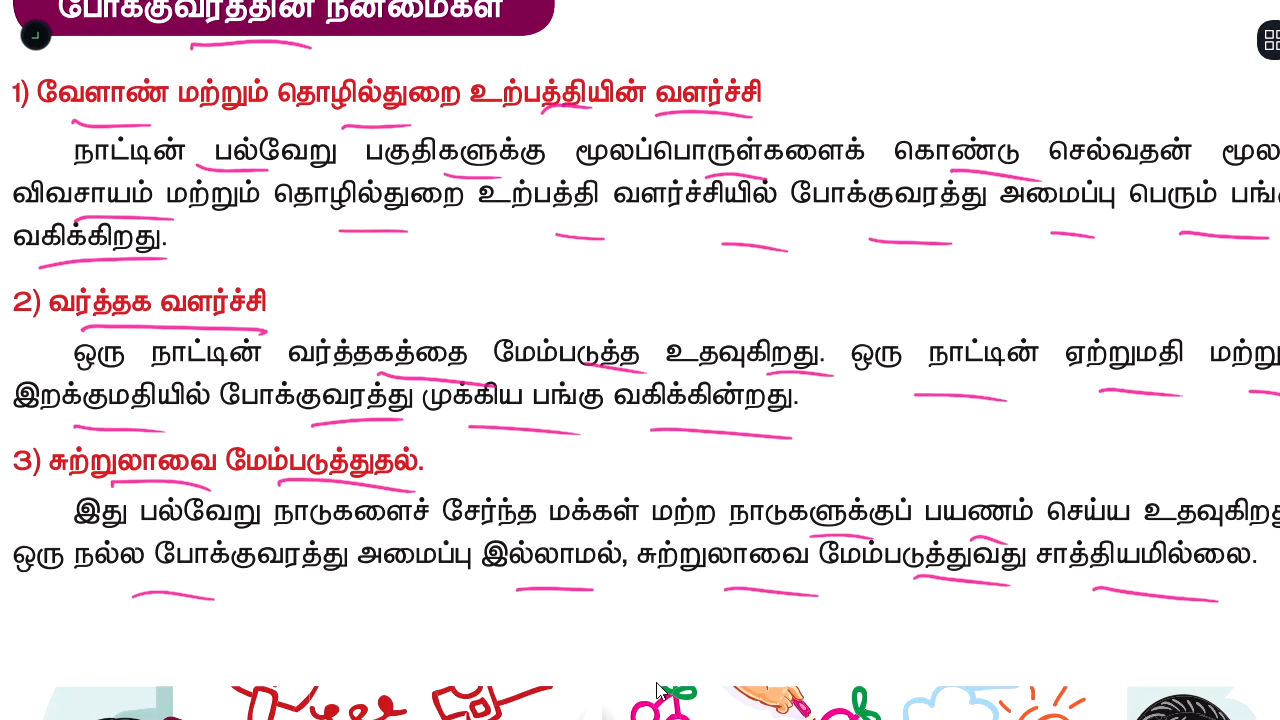 போக்குவரத்தின் நன்மைகள்
1) வேளாண் மற்றும் தொழில்துறை உற்பத்தியின் வளர்ச்சி
நாட்டின் பல்வேறு பகுதிகளுக்கு மூலப்பொருள்களைக் கொண்டு செல்வதன் மூல
விவசாயம் மற்றும் தொழில்துறை உற்பத்தி வளர்ச்சியில் போக்குவரத்து அமைப்பு பெரும்
வகிக்கிறது.
2) வர்த்தக வளர்ச்சி
ஒரு நாட்டின் வர்த்தகத்தை மேம்படுத்த உதவுகிறது. ஒரு நாட்டின் ஏற்றுமதி
இறக்குமதியில் போக்குவரத்து முக்கிய பங்கு வகிக்கின்றது.
3) சுற்றுலாவை மேம்படுத்துதல்.
இது பல்வேறு நாடுகளைச் சேர்ந்த மக்கள் மற்ற நாடுகளுக்குப் பயணம் செய்ய
ஒரு நல்ல போக்குவரத்து அமைப்பு இல்லாமல், சுற்றுலாவை மேம்படுத்துவது சாத்தியமில்லை.